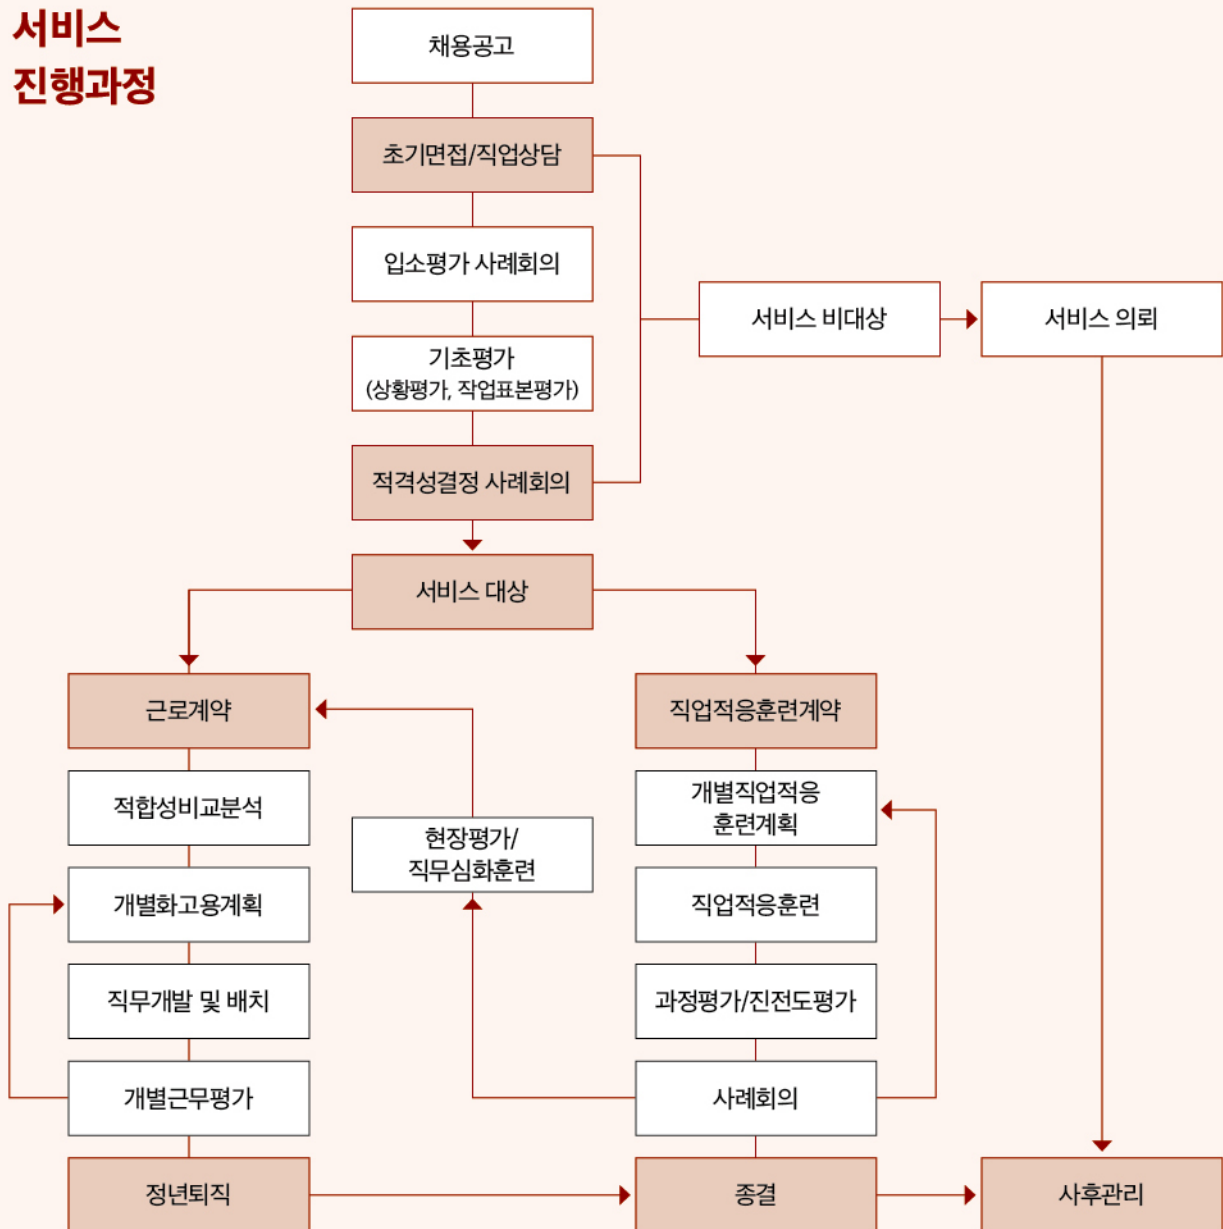 서비스
진행과정
채용공고
초기면접/직업상담
입소평가 사례회의
기초평가
(상황평가, 작업표본평가)
적격성결정 사례회의
서비스 비대상
서비스 의뢰
서비스 대상
근로계약
적합성비교분석
개별화고용계획
직무개발 및 배치
개별근무평가
정년퇴직
현장평가/
직무심화훈련
직업적응훈련계약
개별직업적응
훈련계획
직업적응훈련
과정평가/진전도평가
사례회의
종결
사후관리